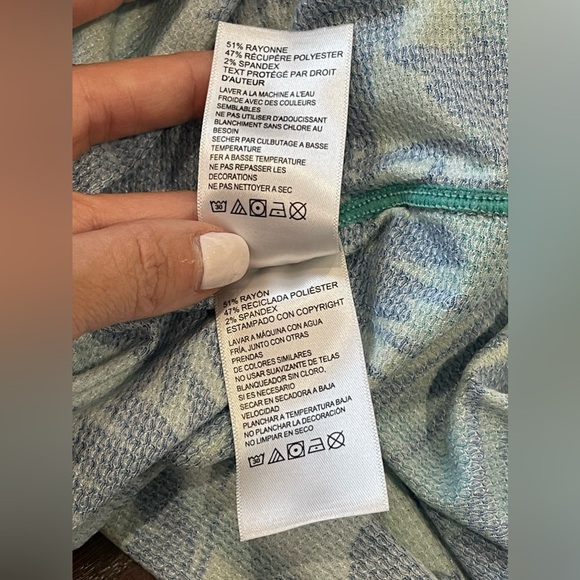 51% RAYONNE
47% RÉCUPÉRÉ POLYESTER
2% SPANDEX
TEXT PROTÉGÉ PAR DROIT
D'AUTEUR
LAVER A LA MACHINE A L'EAU
FROIDE AVEC DES COULEURS
SEMBLABLES
NE PAS UTILISER D'ADOUCISSANT
BLANCHIMENT SANS CHLORE AU
BESOIN
SECHER PAR CULBUTAGE A BASSE
TEMPERATURE
FER A BASSE TEMPERATURE
NE PAS REPASSER LES
DECORATIONS
NE PAS NETTOYER A SEC
30
51% RAYÓN
47% RECICLADA POLIÉSTER
2% SPANDEX
ESTAMPADO CON COPYRIGHT
LAVAR A MÁQUINA CON AGUA
FRÍA, JUNTO CON OTRAS
PRENDAS
DE COLORES SIMILARES
NO USAR SUAVIZANTE DE TELAS
BLANQUEADOR SIN CLORO,
SI ES NECESARIO
SECAR EN SECADORA A BAJA
VELOCIDAD
PLANCHAR A TEMPERATURA BAJA
NO PLANCHAR LA DECORACIÓN
NO LIMPIAR EN SECO
30